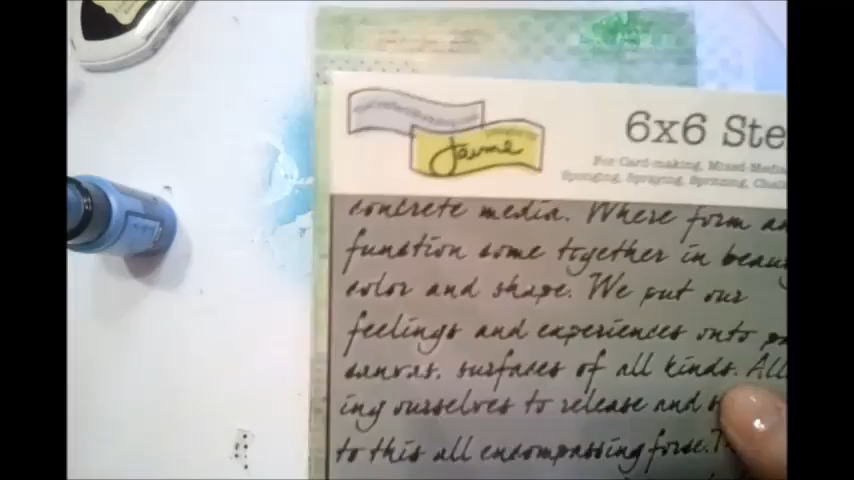 Jaime
6x6 Ste
For Card-making, Mixed-Media
Sponging, Spraying, Spritzing, Chalk
concrete media. Where form an
function come together in beau
color and shape. We put our
feelings and experiences onto pa
canvas, surfaces of all kinds. All
ing ourselves to release and s
to this all encompassing force. T